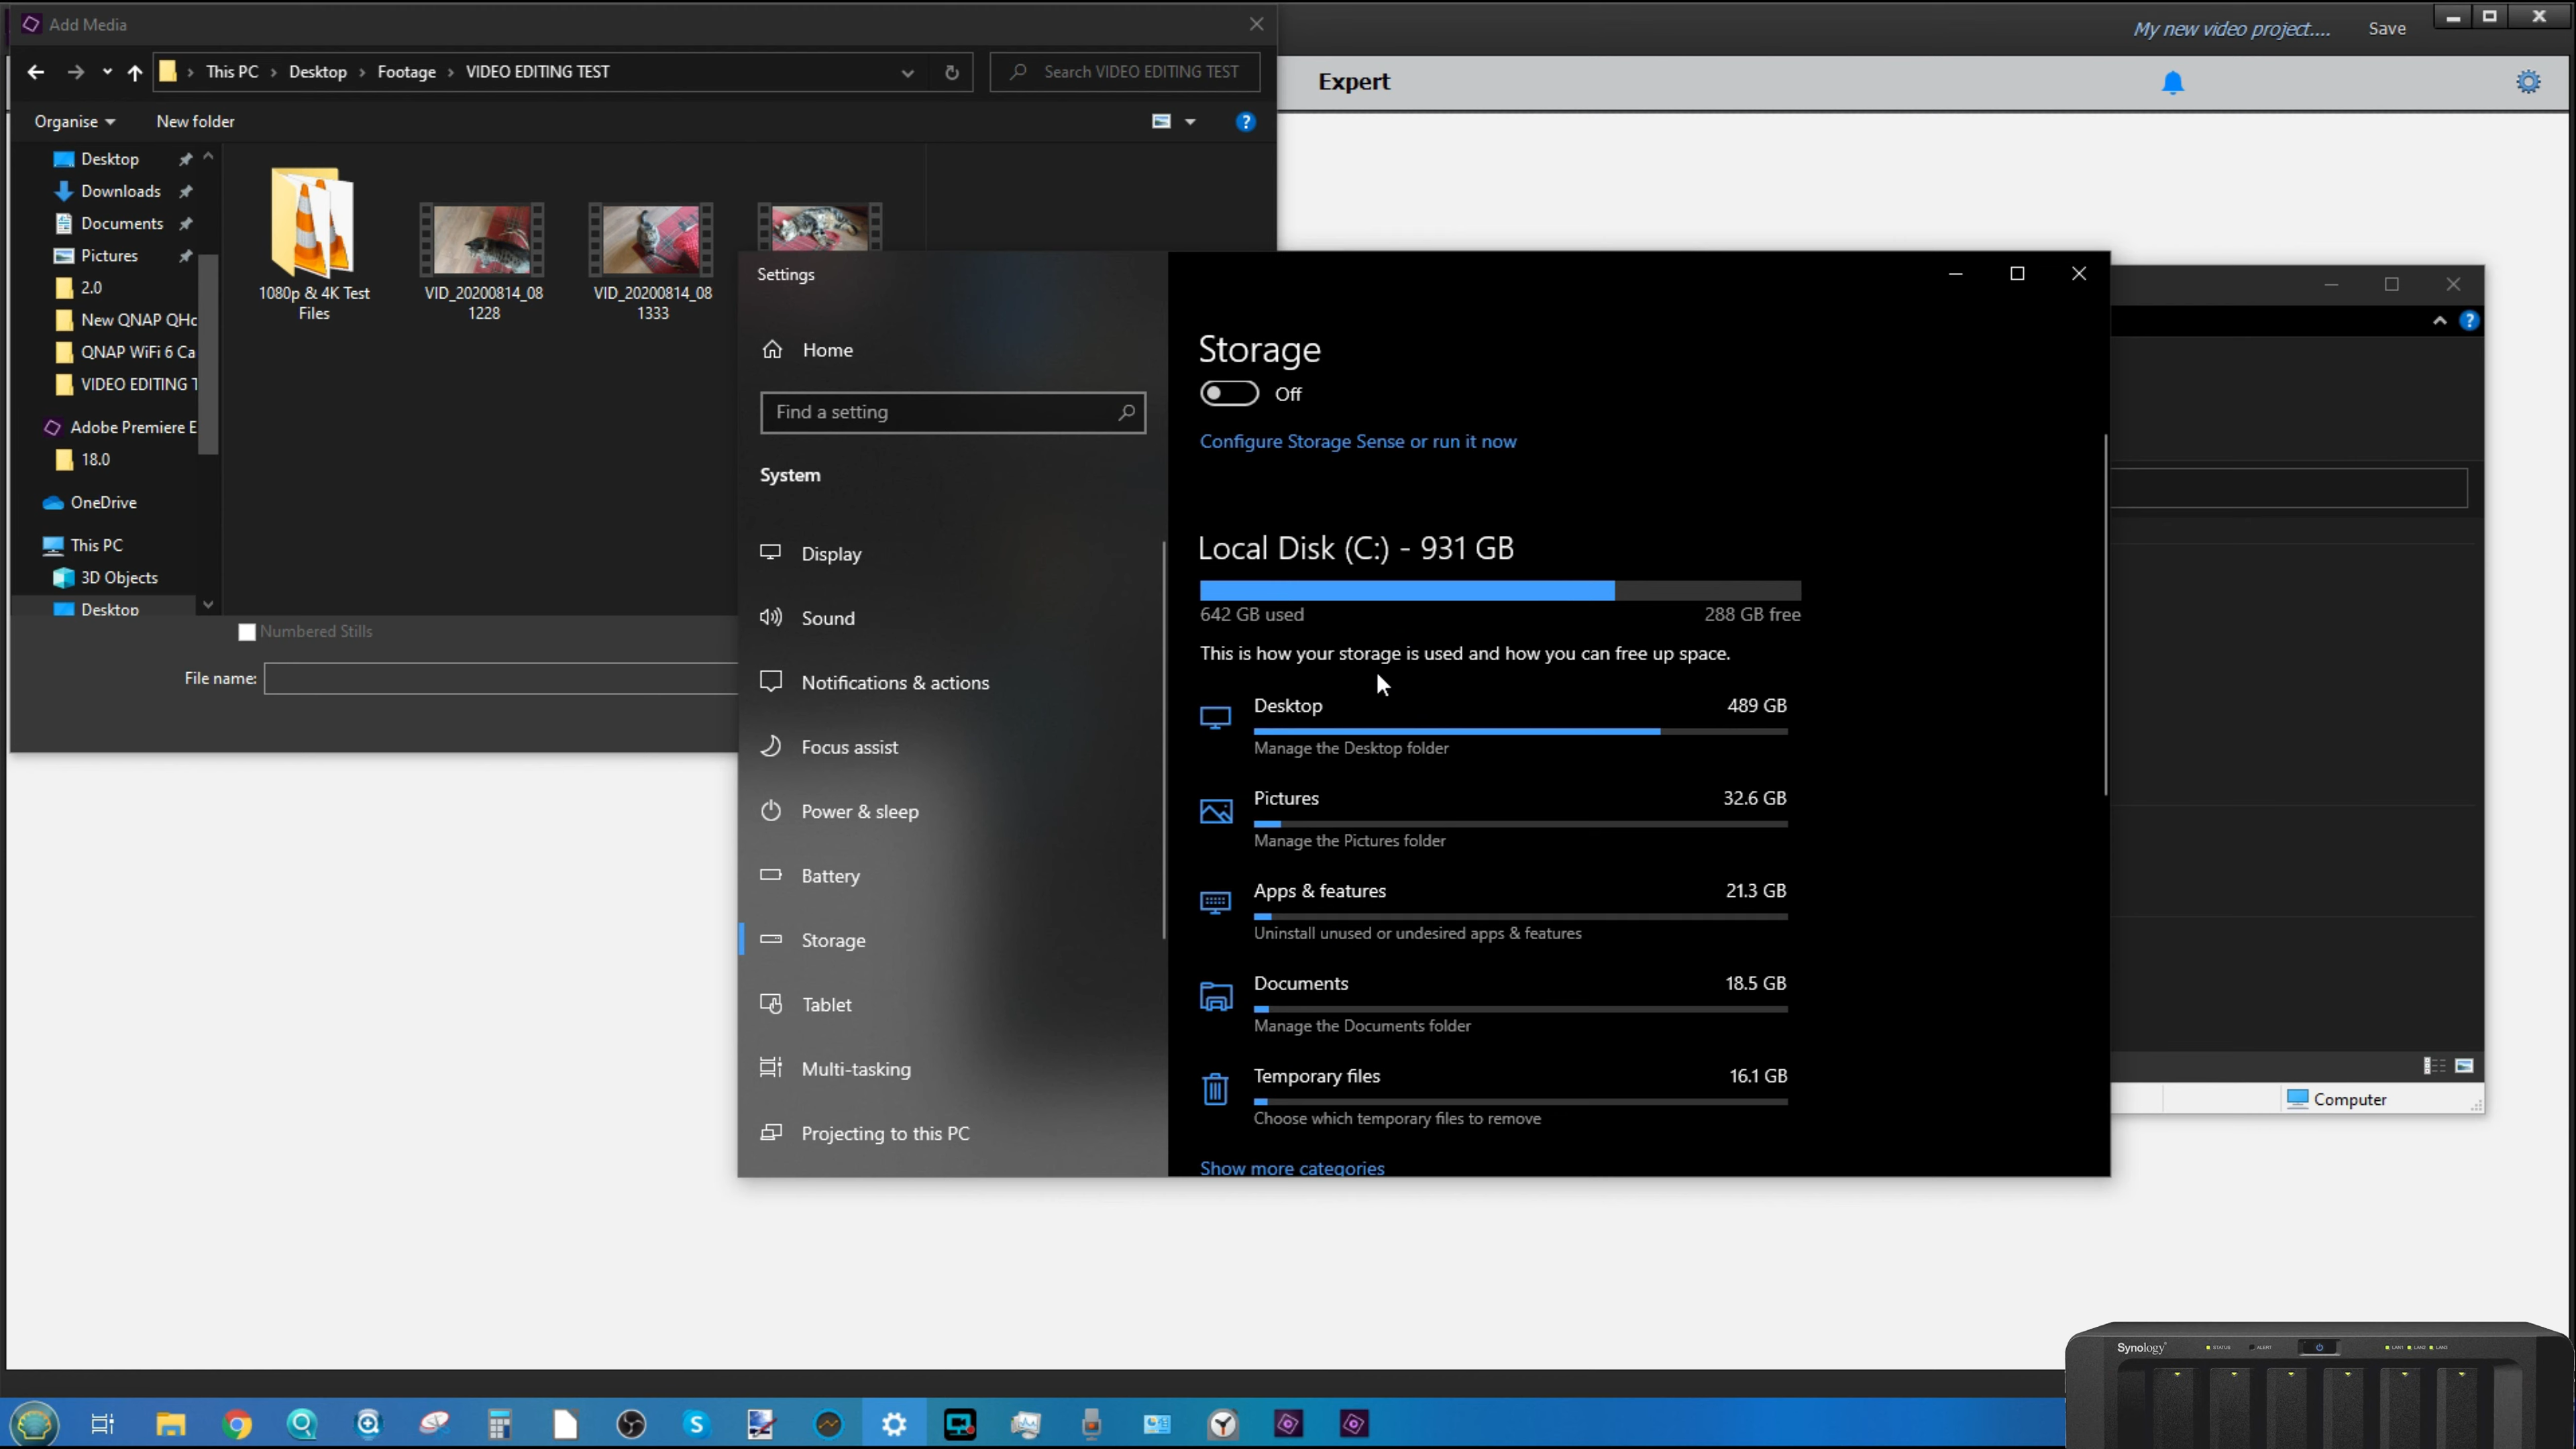 Add Media
My new video project....
Save
This PC
Desktop
Footage
VIDEO EDITING TEST
Search VIDEO EDITING TEST
Expert
Organise
New folder
Desktop
Downloads
Documents
Pictures
2.0
New QNAP QHc
QNAP WiFi 6 Ca
VIDEO EDITING T
Adobe Premiere E
18.0
OneDrive
This PC
3D Objects
Desktop
1080p & 4K Test
Files
VID_20200814_08
1228
VID_20200814_08
1333
Numbered Stills
File name:
Settings
Home
Find a setting
System
Display
Sound
Notifications & actions
Focus assist
Power & sleep
Battery
Storage
Tablet
Multi-tasking
Projecting to this PC
Storage
Off
Configure Storage Sense or run it now
Local Disk (C:) - 931 GB
642 GB used
288 GB free
This is how your storage is used and how you can free up space.
Desktop
489 GB
Manage the Desktop folder
Pictures
32.6 GB
Manage the Pictures folder
Apps & features
21.3 GB
Uninstall unused or undesired apps & features
Documents
18.5 GB
Manage the Documents folder
Temporary files
16.1 GB
Choose which temporary files to remove
Show more categories
Computer
Synology
STATUS
ALERT
LAN1
LAN2
LAN3